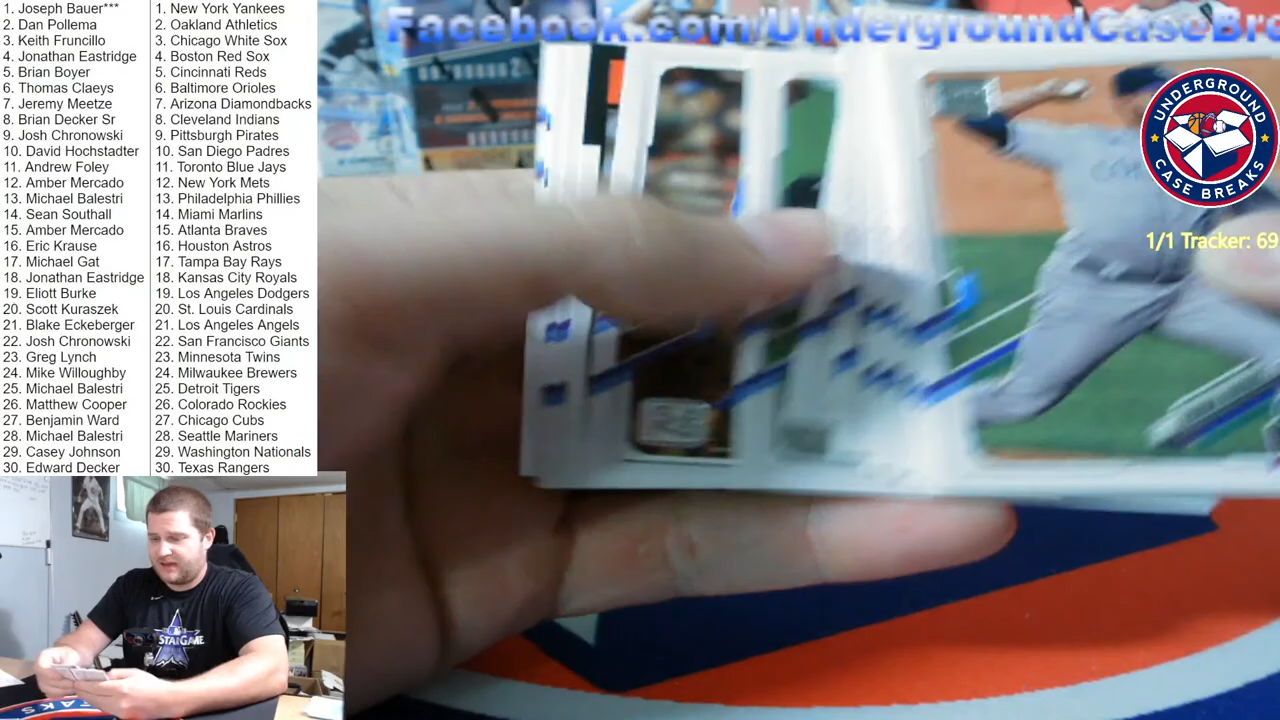 1. Joseph Bauer***
2. Dan Pollema
3. Keith Fruncillo
4. Jonathan Eastridge
5. Brian Boyer
6. Thomas Claeys
7. Jeremy Meetze
8. Brian Decker Sr
9. Josh Chronowski
10. David Hochstadter
11. Andrew Foley
12. Amber Mercado
13. Michael Balestri
14. Sean Southall
15. Amber Mercado
16. Eric Krause
17. Michael Gat
18. Jonathan Eastridge
19. Eliott Burke
20. Scott Kuraszek
21. Blake Eckeberger
22. Josh Chronowski
23. Greg Lynch
24. Mike Willoughby
25. Michael Balestri
26. Matthew Cooper
27. Benjamin Ward
28. Michael Balestri
29. Casey Johnson
30. Edward Decker
1. New York Yankees
2. Oakland Athletics
3. Chicago White Sox
4. Boston Red Sox
5. Cincinnati Reds
6. Baltimore Orioles
7. Arizona Diamondbacks
8. Cleveland Indians
9. Pittsburgh Pirates
10. San Diego Padres
11. Toronto Blue Jays
12. New York Mets
13. Philadelphia Phillies
14. Miami Marlins
15. Atlanta Braves
16. Houston Astros
17. Tampa Bay Rays
18. Kansas City Royals
19. Los Angeles Dodgers
20. St. Louis Cardinals
21. Los Angeles Angels
22. San Francisco Giants
23. Minnesota Twins
24. Milwaukee Brewers
25. Detroit Tigers
26. Colorado Rockies
27. Chicago Cubs
28. Seattle Mariners
29. Washington Nationals
30. Texas Rangers
Facebook.com/UndergroundCaseBre
UNDERGROUND
CASE BREAKS
1/1 Tracker: 69